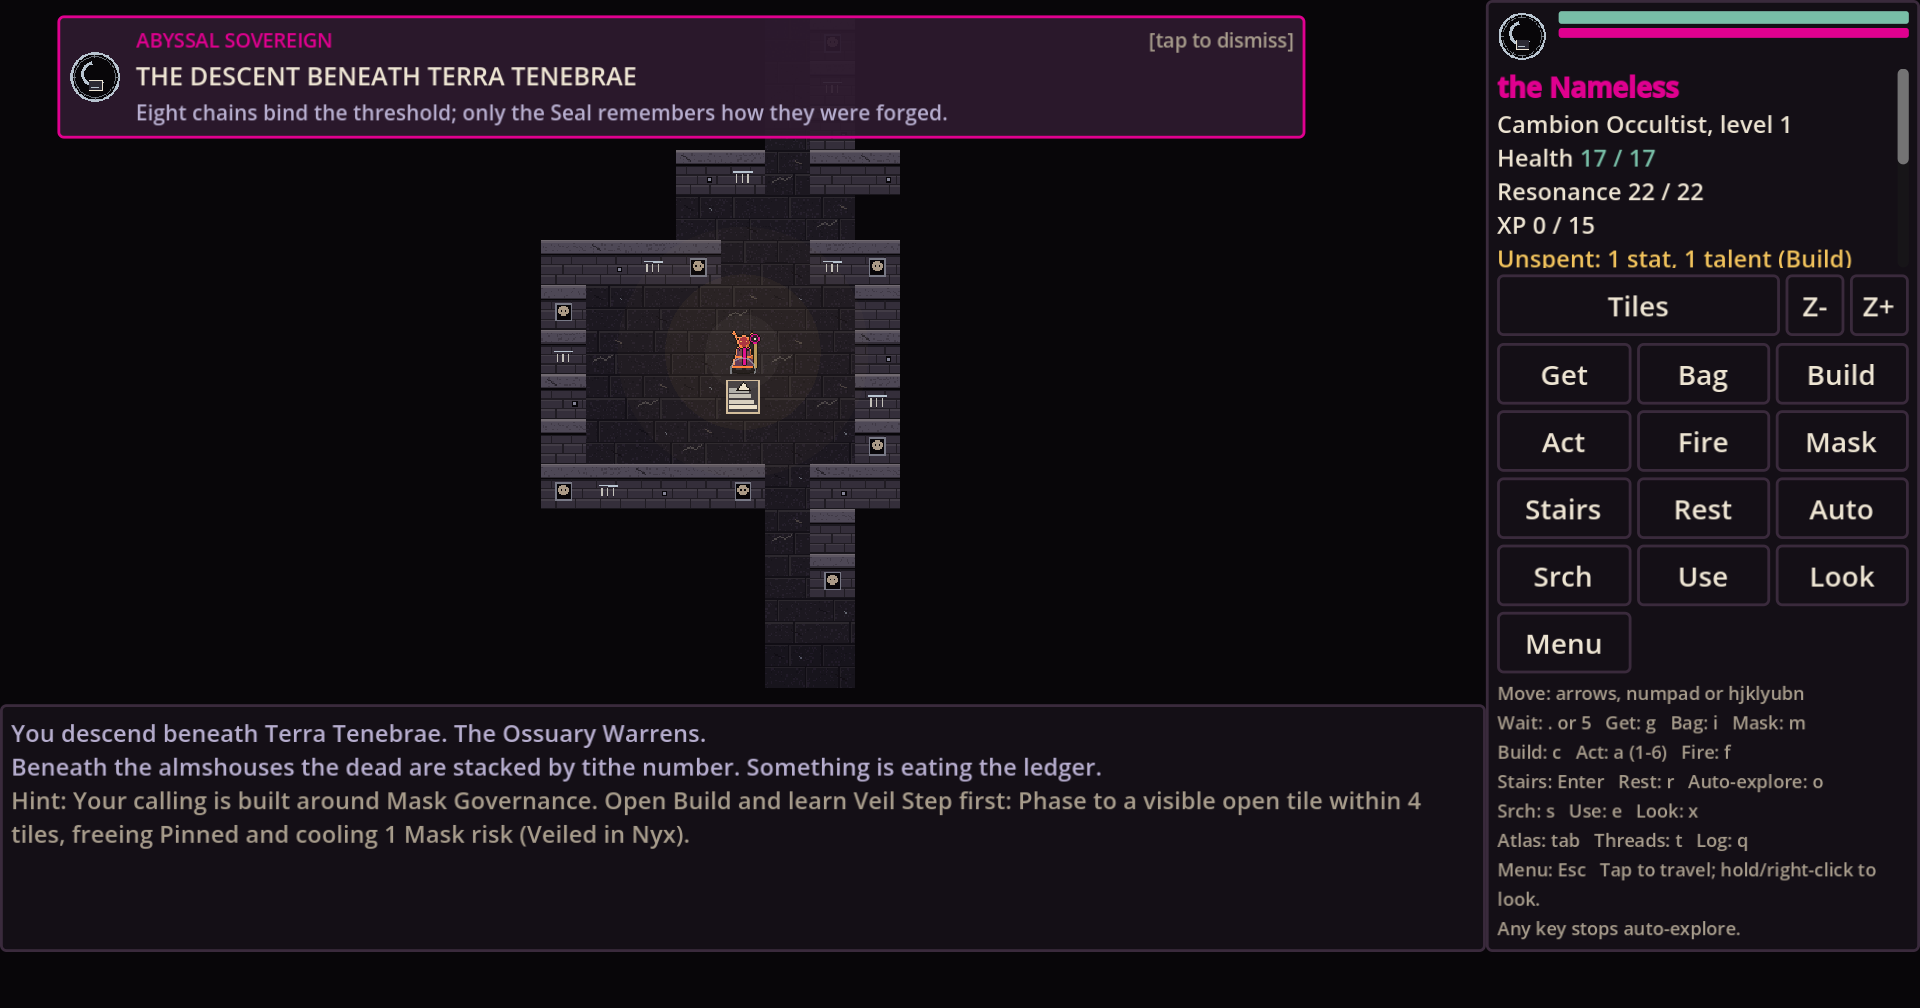 ABYSSAL SOVEREIGN
[tap to dismiss]
THE DESCENT BENEATH TERRA TENEBRAE
Eight chains bind the threshold; only the Seal remembers how they were forged.
the Nameless
Cambion Occultist, level 1
Health 17 / 17
Resonance 22 / 22
XP 0 / 15
Unspent: 1 stat, 1 talent (Build)
Tiles
Z-
Z+
Get
Bag
Build
Act
Fire
Mask
Stairs
Rest
Auto
Srch
Use
Look
Menu
Move: arrows, numpad or hjklyubn
Wait: . or 5 Get: g Bag: i Mask: m
Build: c Act: a (1-6) Fire: f
Stairs: Enter Rest: r Auto-explore: o
Srch: s Use: e Look: x
Atlas: tab Threads: t Log: q
Menu: Esc Tap to travel; hold/right-click to
look.
Any key stops auto-explore.
You descend beneath Terra Tenebrae. The Ossuary Warrens.
Beneath the almshouses the dead are stacked by tithe number. Something is eating the ledger.
Hint: Your calling is built around Mask Governance. Open Build and learn Veil Step first: Phase to a visible open tile within 4
tiles, freeing Pinned and cooling 1 Mask risk (Veiled in Nyx).